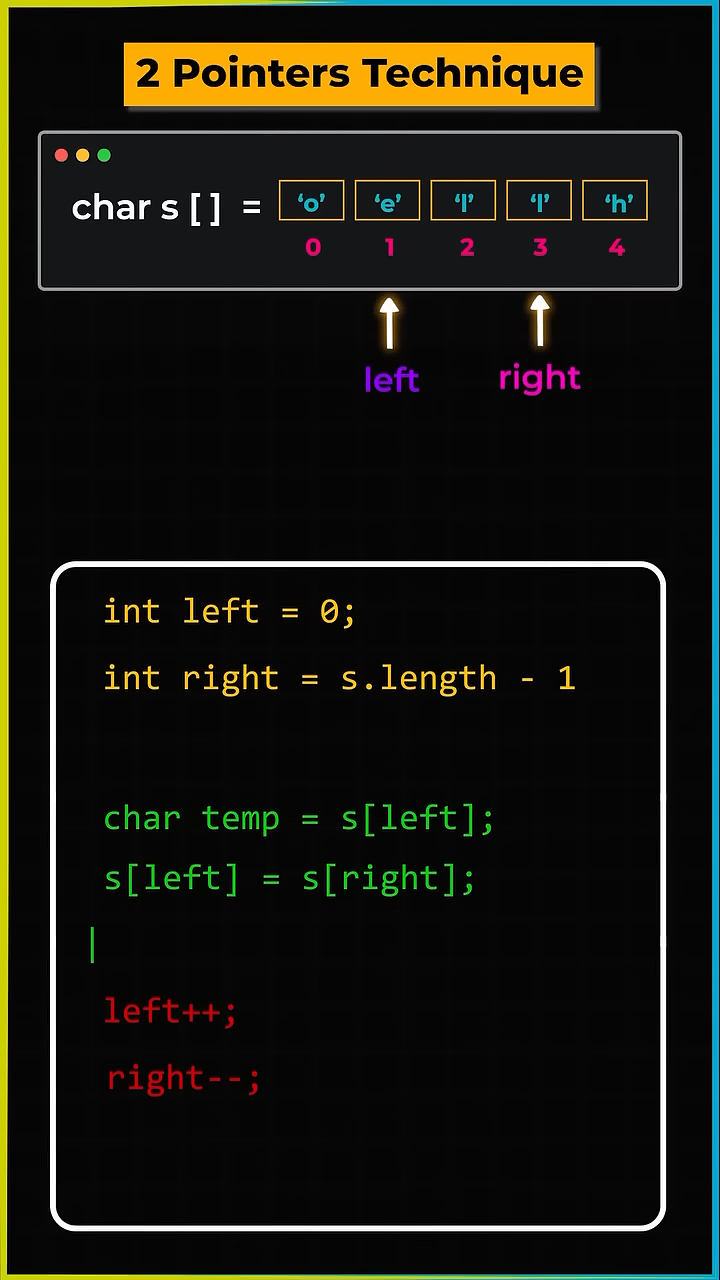 2 Pointers Technique
char s [ ] = ‘o’ ‘e’ ‘l’ ‘l’ ‘h’
0 1 2 3 4
left right
int left = 0;
int right = s.length - 1
char temp = s[left];
s[left] = s[right];
left++;
right--;